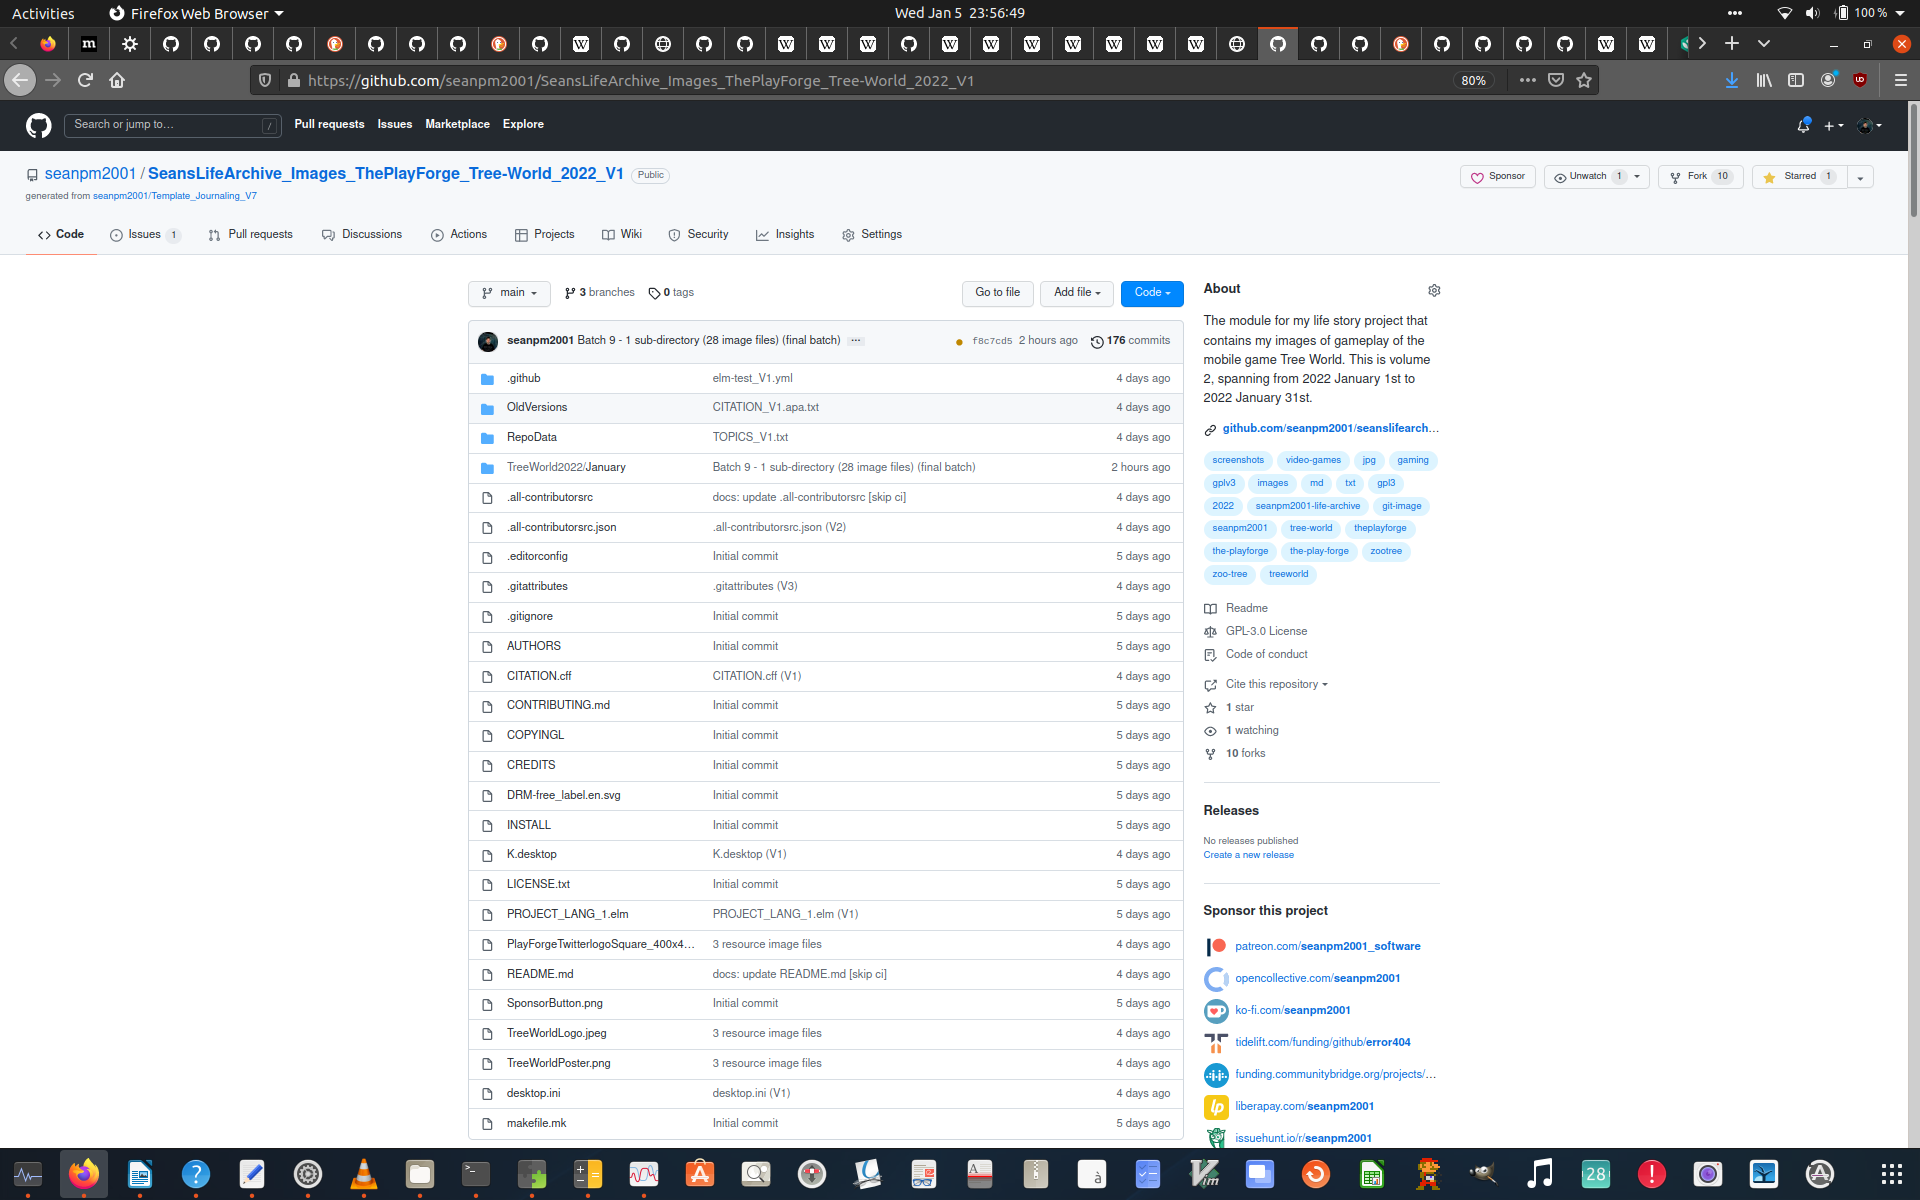 Activities
Firefox Web Browser
Wed Jan 5 23:56:49
100 %
https://github.com/seanpm2001/SeansLifeArchive_Images_ThePlayForge_Tree-World_2022_V1
80%
Search or jump to…
/
Pull requests
Issues
Marketplace
Explore
seanpm2001 / SeansLifeArchive_Images_ThePlayForge_Tree-World_2022_V1
Public
generated from seanpm2001/Template_Journaling_V7
Sponsor
Unwatch 1
Fork 10
Starred 1
Code
Issues 1
Pull requests
Discussions
Actions
Projects
Wiki
Security
Insights
Settings
main
3 branches
0 tags
Go to file
Add file
Code
seanpm2001 Batch 9 - 1 sub-directory (28 image files) (final batch) ...
f8c7cd5 2 hours ago
176 commits
.github elm-test_V1.yml 4 days ago
OldVersions CITATION_V1.apa.txt 4 days ago
RepoData TOPICS_V1.txt 4 days ago
TreeWorld2022/January Batch 9 - 1 sub-directory (28 image files) (final batch) 2 hours ago
.all-contributorsrc docs: update .all-contributorsrc [skip ci] 4 days ago
.all-contributorsrc.json .all-contributorsrc.json (V2) 4 days ago
.editorconfig Initial commit 5 days ago
.gitattributes .gitattributes (V3) 4 days ago
.gitignore Initial commit 5 days ago
AUTHORS Initial commit 5 days ago
CITATION.cff CITATION.cff (V1) 4 days ago
CONTRIBUTING.md Initial commit 5 days ago
COPYINGL Initial commit 5 days ago
CREDITS Initial commit 5 days ago
DRM-free_label.en.svg Initial commit 5 days ago
INSTALL Initial commit 5 days ago
K.desktop K.desktop (V1) 4 days ago
LICENSE.txt Initial commit 5 days ago
PROJECT_LANG_1.elm PROJECT_LANG_1.elm (V1) 5 days ago
PlayForgeTwitterlogoSquare_400x4… 3 resource image files 4 days ago
README.md docs: update README.md [skip ci] 4 days ago
SponsorButton.png Initial commit 5 days ago
TreeWorldLogo.jpeg 3 resource image files 4 days ago
TreeWorldPoster.png 3 resource image files 4 days ago
desktop.ini desktop.ini (V1) 4 days ago
makefile.mk Initial commit 5 days ago
About
The module for my life story project that
contains my images of gameplay of the
mobile game Tree World. This is volume
2, spanning from 2022 January 1st to
2022 January 31st.
github.com/seanpm2001/seanslifearch…
screenshots video-games jpg gaming
gplv3 images md txt gpl3
2022 seanpm2001-life-archive git-image
seanpm2001 tree-world theplayforge
the-playforge the-play-forge zootree
zoo-tree treeworld
Readme
GPL-3.0 License
Code of conduct
Cite this repository
1 star
1 watching
10 forks
Releases
No releases published
Create a new release
Sponsor this project
patreon.com/seanpm2001_software
opencollective.com/seanpm2001
ko-fi.com/seanpm2001
tidelift.com/funding/github/error404
funding.communitybridge.org/projects/…
liberapay.com/seanpm2001
issuehunt.io/r/seanpm2001
28